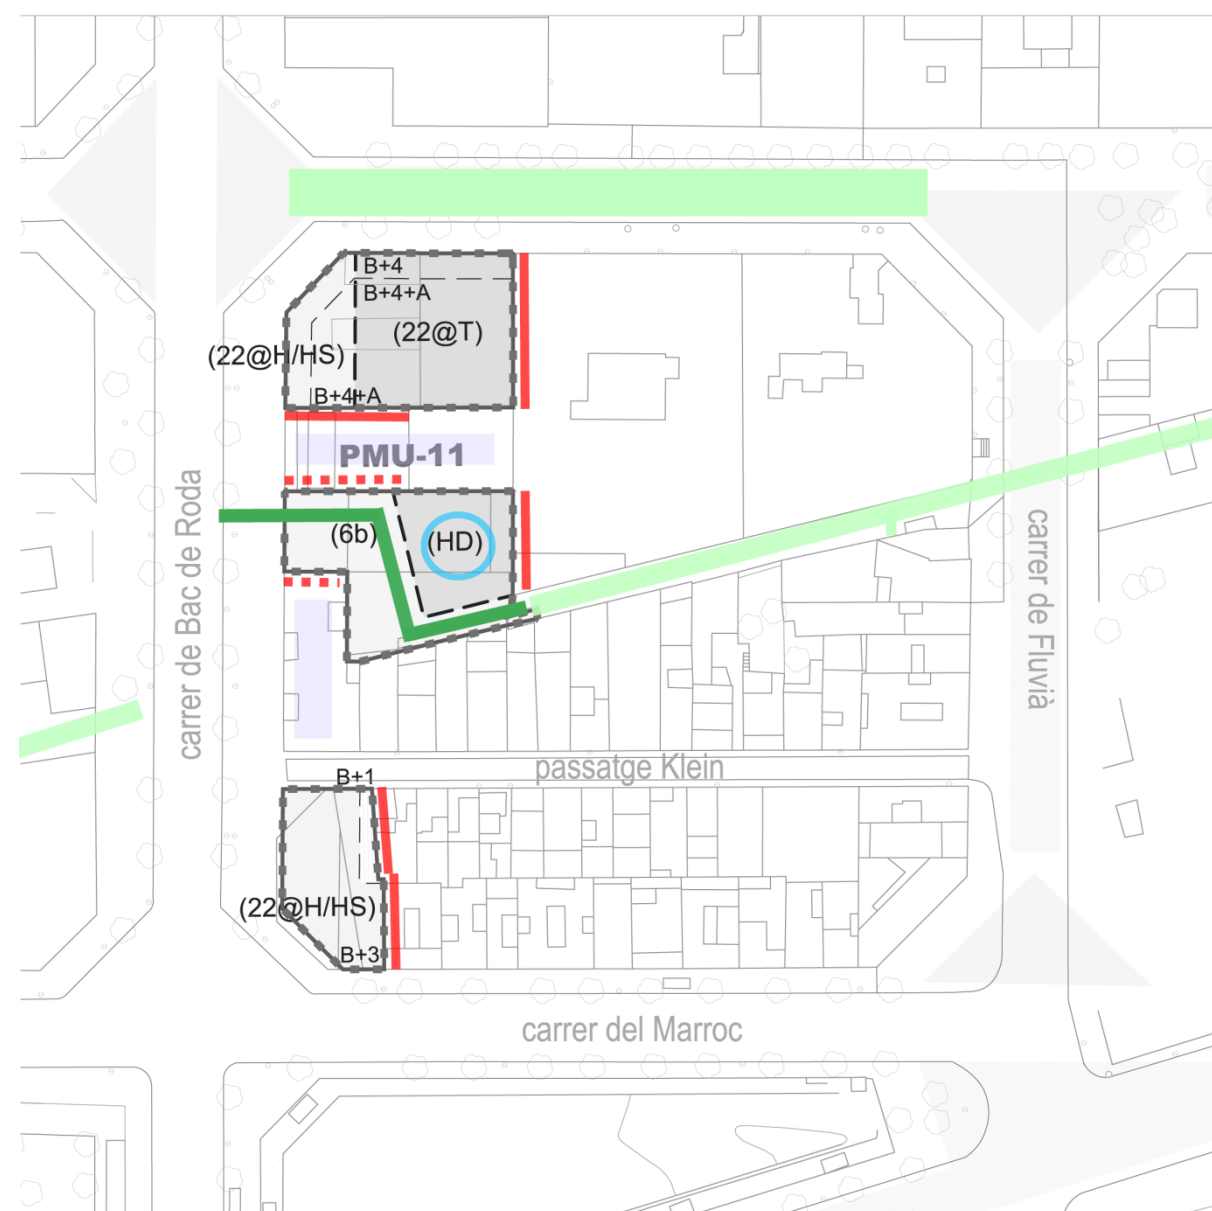 B+4
B+4+A
(22@T)
(22@H/HS)
B+4+A
PMU-11
carrer de Bac de Roda
(6b)
(HD)
carrer de Fluvià
passatge Klein
B+1
(22@H/HS)
B+3
carrer del Marroc